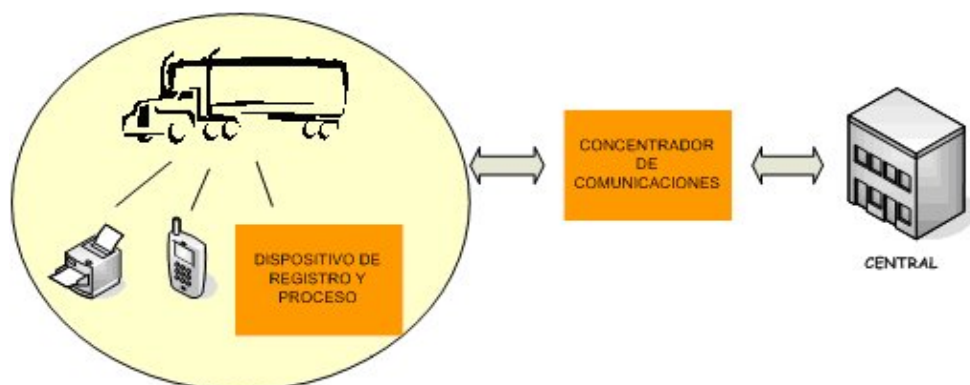 CONCENTRADOR
DE
COMUNICACIONES
DISPOSITIVO DE
REGISTRO Y
PROCESO
CENTRAL